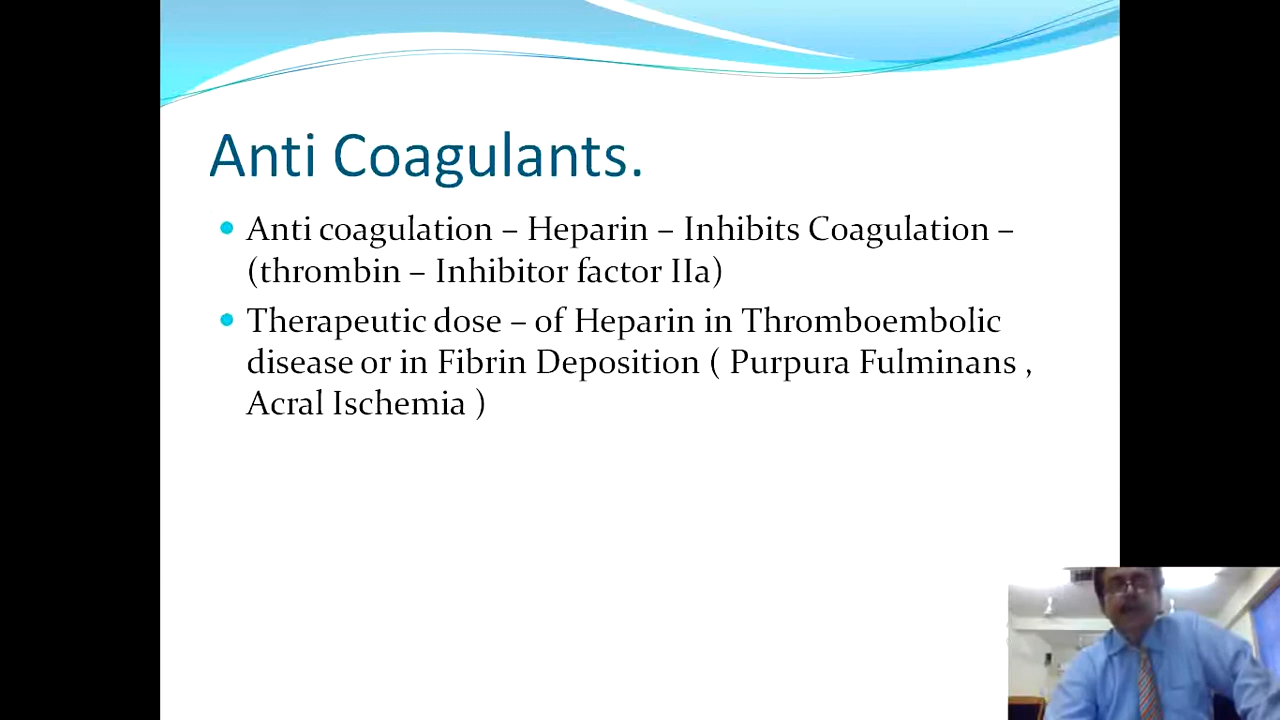 Anti Coagulants.
Anti coagulation – Heparin – Inhibits Coagulation –
(thrombin – Inhibitor factor IIa)
Therapeutic dose – of Heparin in Thromboembolic
disease or in Fibrin Deposition ( Purpura Fulminans ,
Acral Ischemia )